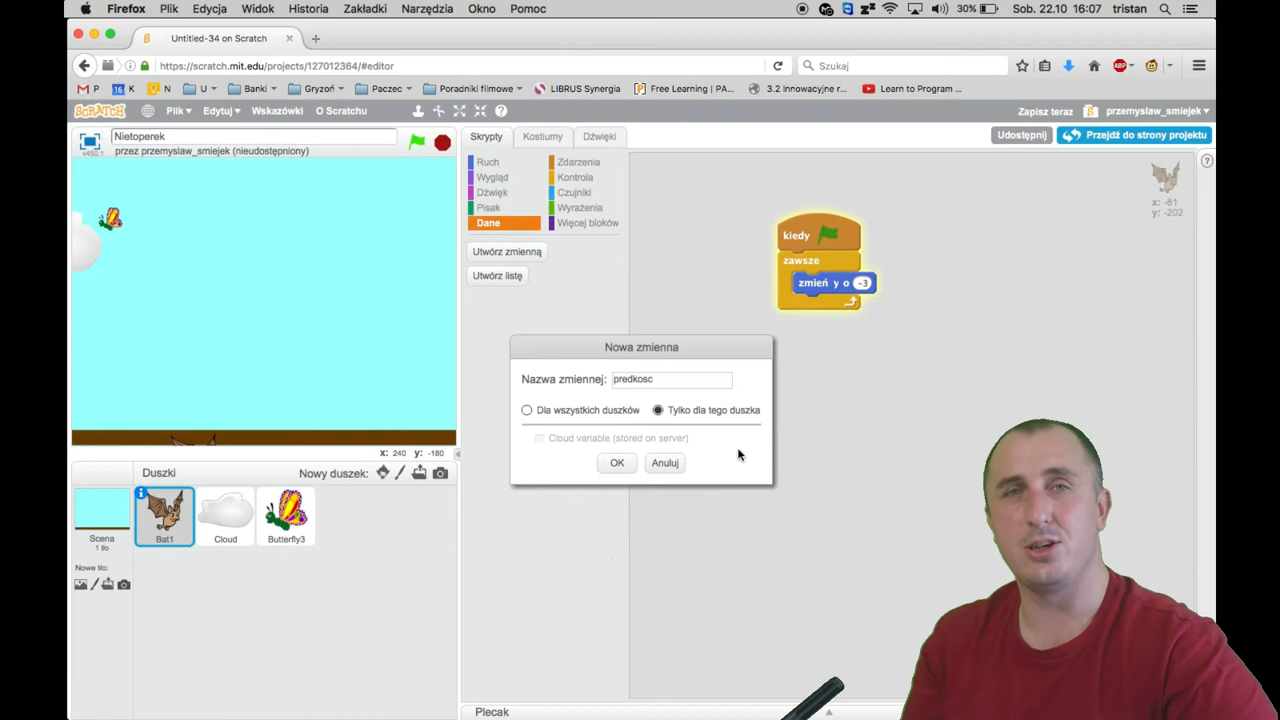 Firefox Plik Edycja Widok Historia Zakładki Narzędzia Okno Pomoc 30% Sob. 22.10 16:07 tristan
Untitled-34 on Scratch
https://scratch.mit.edu/projects/127012364/#editor Szukaj
M P 16 K N U Banki Gryzoń Paczec Poradniki filmowe LIBRUS Synergia Free Learning | PA... 3.2 Innowacyjne r... Learn to Program ...
SCRATCH Plik Edytuj Wskazówki O Scratchu Zapisz teraz przemyslaw_smiejek
Nietoperek
v450.1 przez przemyslaw_smiejek (nieudostępniony)
Skrypty Kostiumy Dźwięki
Udostępnij Przejdź do strony projektu
Ruch Zdarzenia
Wygląd Kontrola
Dźwięk Czujniki
Pisak Wyrażenia
Dane Więcej bloków
Utwórz zmienną
Utwórz listę
x: -81
y: -202
kiedy
zawsze
zmień y o -3
Nowa zmienna
Nazwa zmiennej: predkosc
Dla wszystkich duszków Tylko dla tego duszka
Cloud variable (stored on server)
OK Anuluj
x: 240 y: -180
Duszki Nowy duszek:
Scena
1 tło
Nowe tło:
Bat1 Cloud Butterfly3
Plecak